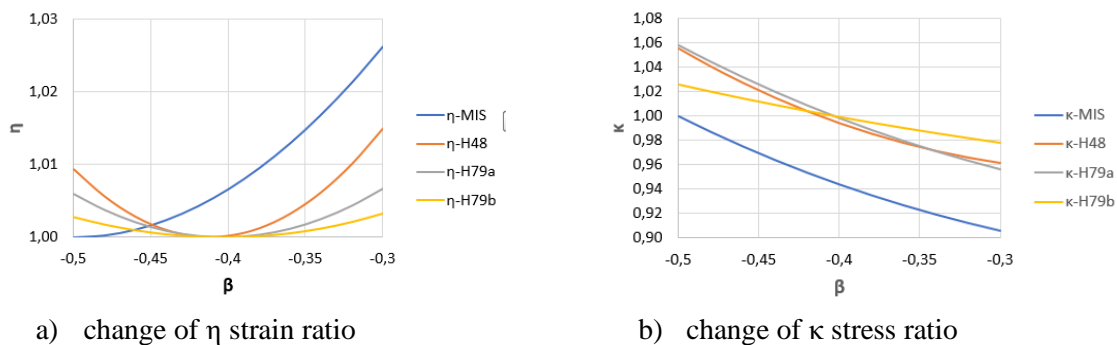 1,03
1,02
1,01
1,00
η
-0,5 -0,45 -0,4 -0,35 -0,3
β
η-MIS
η-H48
η-H79a
η-H79b
a) change of η strain ratio
1,08
1,06
1,04
1,02
1,00
0,98
0,96
0,94
0,92
0,90
κ
-0,5 -0,45 -0,4 -0,35 -0,3
β
κ-MIS
κ-H48
κ-H79a
κ-H79b
b) change of κ stress ratio